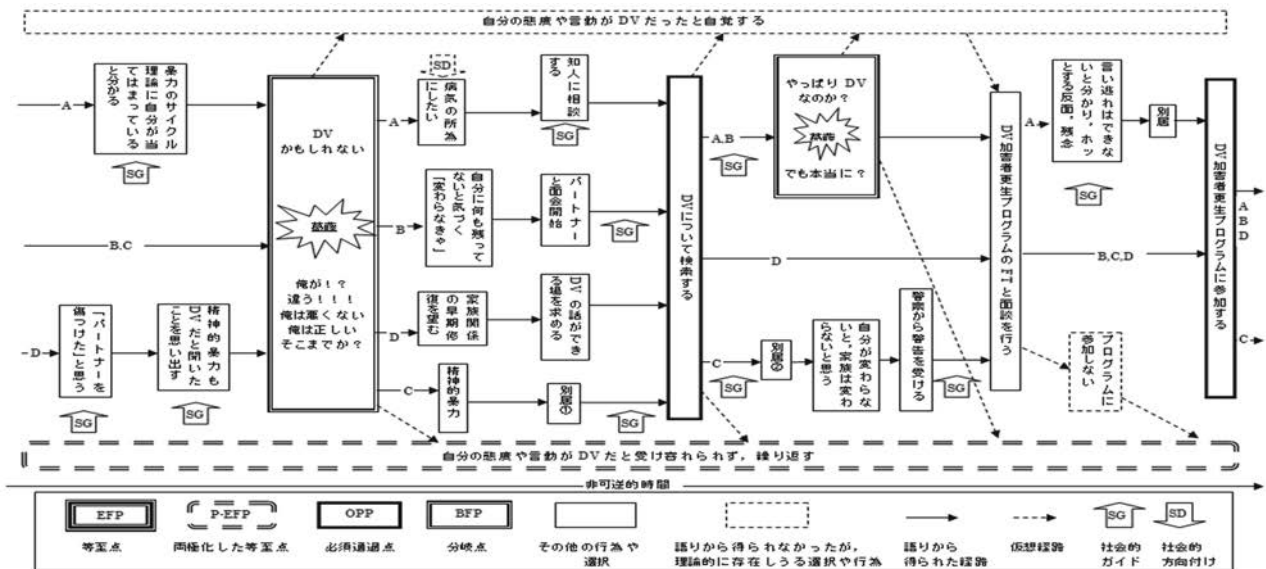 自分の態度や言動がDVだったと自覚する
A
暴力のサイクル
理論に自分が当
てはまっている
と分かる
SG
B,C
D
「パートナーを
傷つけた」と思う
SG
精神的暴力も
DVだと聞いた
ことを思い出す
SG
DV
かもしれない
葛藤
俺が!?
違う!!!
俺は悪くない
俺は正しい
そこまでか?
A
SD
病気の所為
にしたい
知人に相談
する
SG
B
自分に何も残って
ないと気づく
「変わらなきゃ」
パートナー
と面会開始
SG
D
家族関係
の早期修
復を望む
DVの話ができ
る場を求める
C
精神的暴力
別居①
SG
DVについて検索する
A,B
SG
やっぱりDV
なのか?
葛藤
でも本当に?
D
C
SG
別居②
自分が変わらな
いと、家族は変わ
らないと思う
警察から警告を受ける
SG
DV加害者更生プログラムのFTと面談を行う
A
言い逃れはできな
いと分かり,ホッ
とする反面,残念
SG
別居
B,C,D
プログラムに
参加しない
DV加害者更生プログラムに参加する
A
B
D
C
自分の態度や言動がDVだと受け容れられず,繰り返す
非可逆的時間
EFP
P-EFP
OPP
BFP
SG
SD
等至点
両極化した等至点
必須通過点
分岐点
その他の行為や
選択
語りから得られなかったが,
理論的に存在しうる選択や行為
語りから
得られた経路
仮想経路
社会的
ガイド
社会的
方向付け